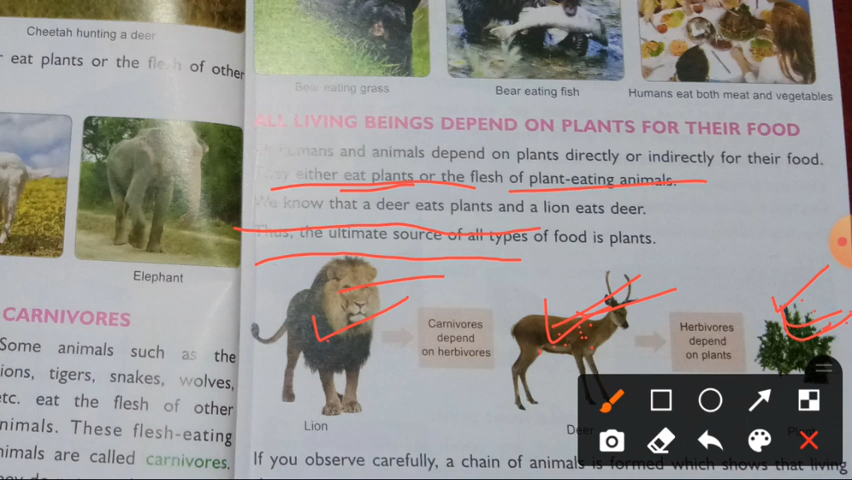 Cheetah hunting a deer
eat plants or the flesh of other
Elephant
CARNIVORES
Some animals such as the
ions, tigers, snakes, wolves,
etc. eat the flesh of other
nimals. These flesh-eating
nimals are called carnivores.
Bear eating grass
Bear eating fish
Humans eat both meat and vegetables
ALL LIVING BEINGS DEPEND ON PLANTS FOR THEIR FOOD
humans and animals depend on plants directly or indirectly for their food.
They either eat plants or the flesh of plant-eating animals.
We know that a deer eats plants and a lion eats deer.
Thus, the ultimate source of all types of food is plants.
Carnivores
depend
on herbivores
Herbivores
depend
on plants
Lion
Deer
If you observe carefully, a chain of animals is formed which shows that living